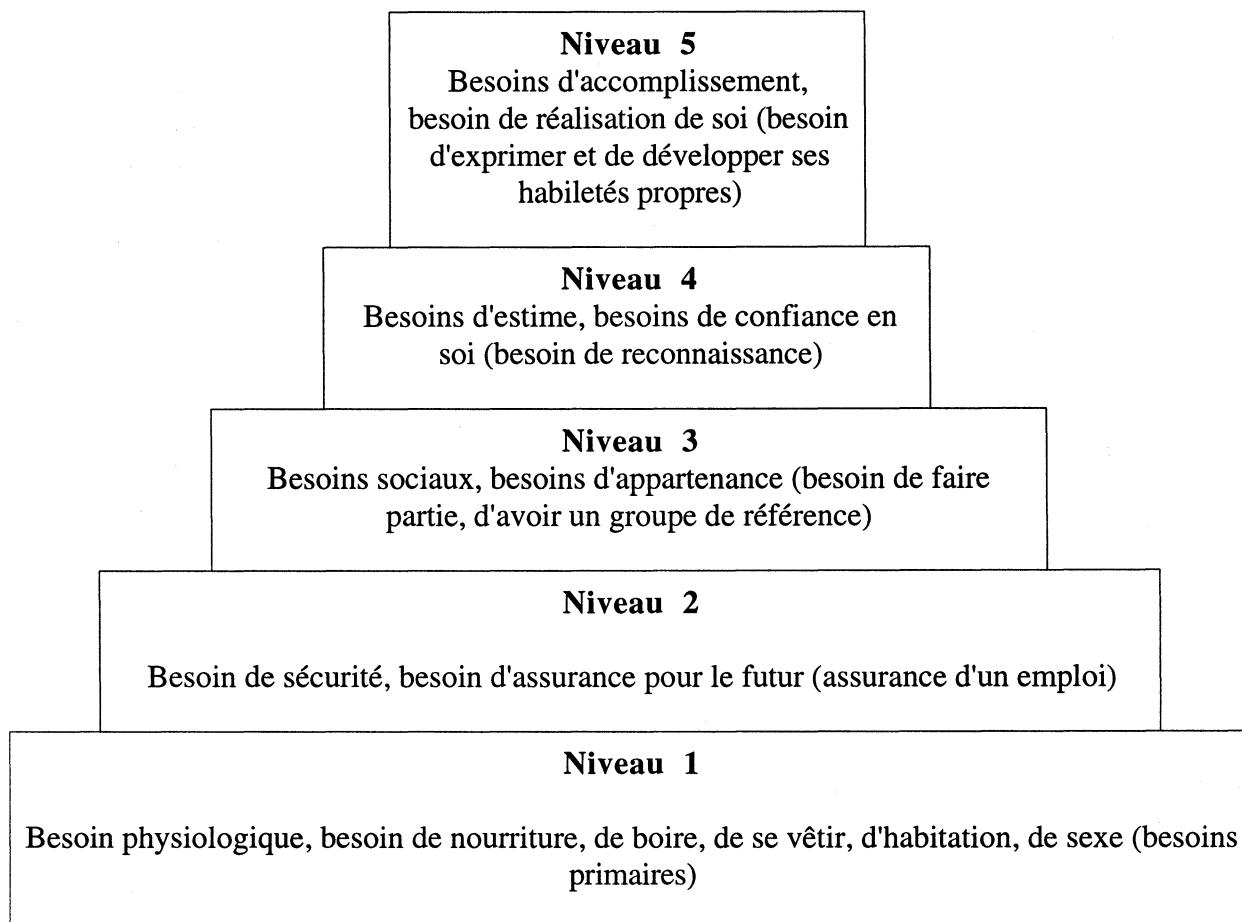 Niveau 5
Besoins d'accomplissement,
besoin de réalisation de soi (besoin
d'exprimer et de développer ses
habiletés propres)
Niveau 4
Besoins d'estime, besoins de confiance en
soi (besoin de reconnaissance)
Niveau 3
Besoins sociaux, besoins d'appartenance (besoin de faire
partie, d'avoir un groupe de référence)
Niveau 2
Besoin de sécurité, besoin d'assurance pour le futur (assurance d'un emploi)
Niveau 1
Besoin physiologique, besoin de nourriture, de boire, de se vêtir, d'habitation, de sexe (besoins
primaires)